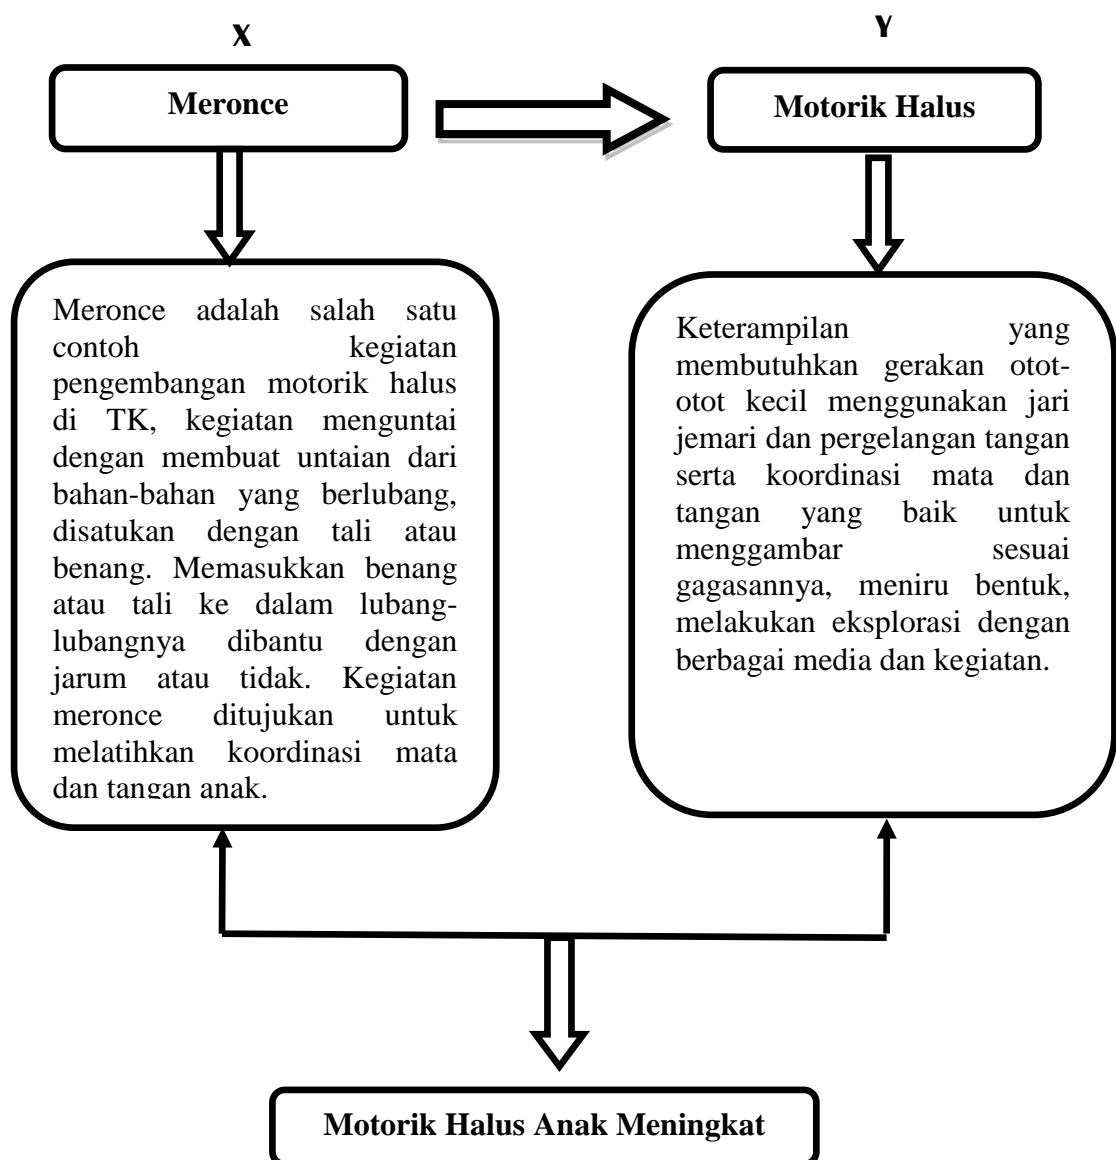 X
Y
Meronce
Motorik Halus
Meronce adalah salah satu
contoh kegiatan
pengembangan motorik halus
di TK, kegiatan menguntai
dengan membuat untaian dari
bahan-bahan yang berlubang,
disatukan dengan tali atau
benang. Memasukkan benang
atau tali ke dalam lubang-
lubangnya dibantu dengan
jarum atau tidak. Kegiatan
meronce ditujukan untuk
melatihkan koordinasi mata
dan tangan anak.
Keterampilan yang
membutuhkan gerakan otot-
otot kecil menggunakan jari
jemari dan pergelangan tangan
serta koordinasi mata dan
tangan yang baik untuk
menggambar sesuai
gagasannya, meniru bentuk,
melakukan eksplorasi dengan
berbagai media dan kegiatan.
Motorik Halus Anak Meningkat